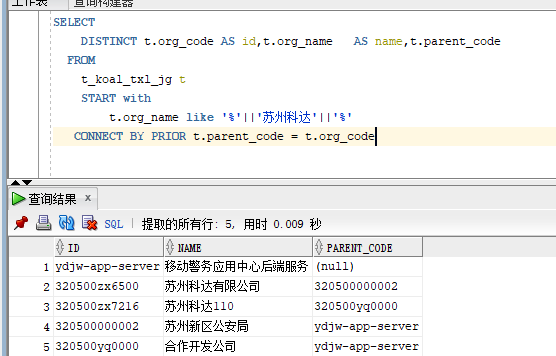 查询构建器
SELECT
DISTINCT t.org_code AS id,t.org_name AS name,t.parent_code
FROM
t_koal_txl_jg t
START with
t.org_name like '%'||'苏州科达'||'%'
CONNECT BY PRIOR t.parent_code = t.org_code
查询结果 x
SQL | 提取的所有行: 5, 用时 0.009 秒
ID NAME PARENT_CODE
1 ydjw-app-server 移动警务应用中心后端服务 (null)
2 320500zx6500 苏州科达有限公司 320500000002
3 320500zx7216 苏州科达110 320500yq0000
4 320500000002 苏州新区公安局 ydjw-app-server
5 320500yq0000 合作开发公司 ydjw-app-server